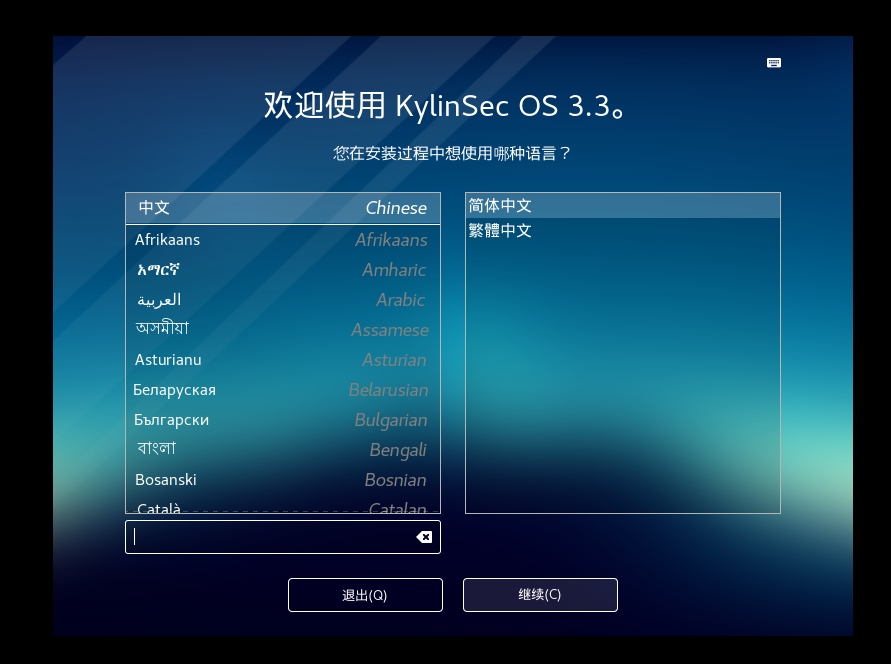 欢迎使用 KylinSec OS 3.3。
您在安装过程中想使用哪种语言？
中文 Chinese
Afrikaans Afrikaans
አማርኛ Amharic
العربية Arabic
অসমীয়া Assamese
Asturianu Asturian
Беларуская Belarusian
Български Bulgarian
বাংলা Bengali
Bosanski Bosnian
Català Catalan
简体中文
繁體中文
退出(Q)
继续(C)